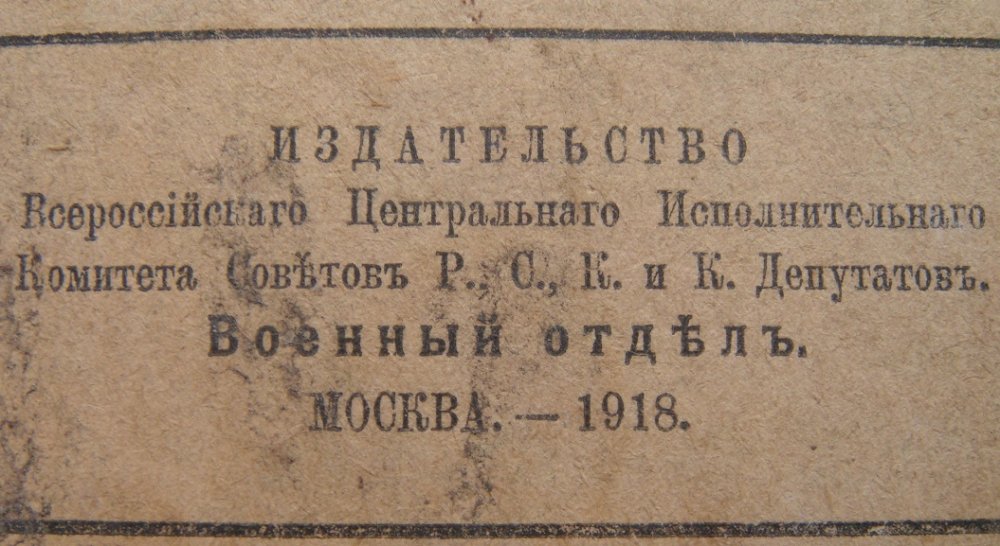 ИЗДАТЕЛЬСТВО
Всероссійскаго Центральнаго Исполнительнаго
Комитета Совѣтовъ Р., С., К. и К. Депутатовъ.
Военный отдѣлъ.
МОСКВА. — 1918.